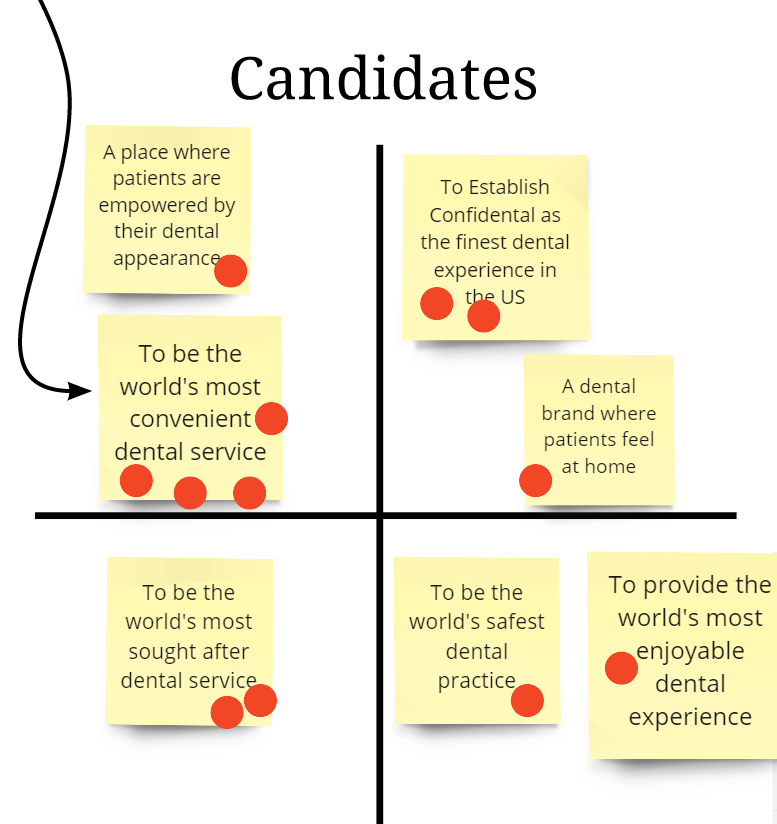 Candidates
A place where
patients are
empowered by
their dental
appearance
To be the
world's most
convenient
dental service
To Establish
Confidental as
the finest dental
experience in
the US
A dental
brand where
patients feel
at home
To be the
world's most
sought after
dental service
To be the
world's safest
dental
practice
To provide the
world's most
enjoyable
dental
experience